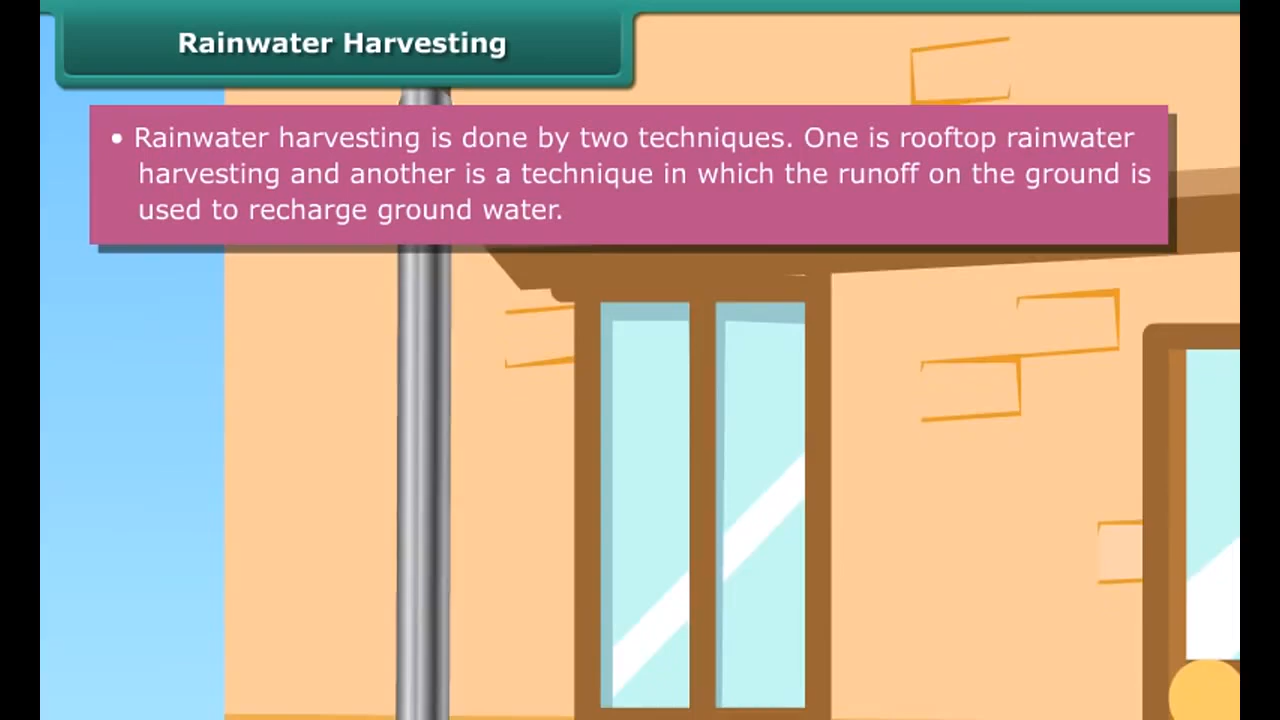 Rainwater Harvesting
• Rainwater harvesting is done by two techniques. One is rooftop rainwater
harvesting and another is a technique in which the runoff on the ground is
used to recharge ground water.